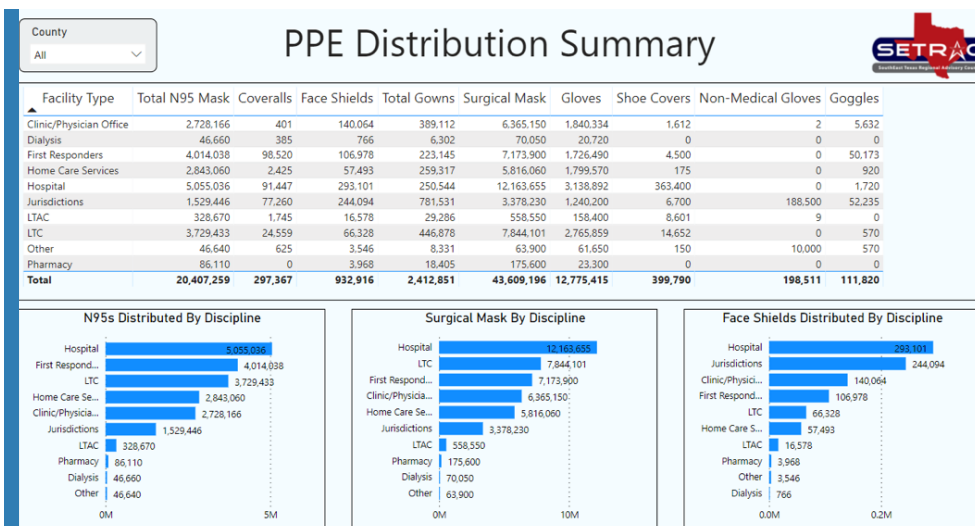 County
All
PPE Distribution Summary
SETRAC
SouthEast Texas Regional Advisory
Facility Type Total N95 Mask Coveralls Face Shields Total Gowns Surgical Mask Gloves Shoe Covers Non-Medical Gloves Goggles
Clinic/Physician Office 2,728,166 401 140,064 389,112 6,365,150 1,840,334 1,612 2 5,632
Dialysis 46,660 385 766 6,302 70,050 20,720 0 0 0
First Responders 4,014,038 98,520 106,978 223,145 7,173,900 1,726,490 4,500 0 50,173
Home Care Services 2,843,060 2,425 57,493 259,317 5,816,060 1,799,570 175 0 920
Hospital 5,055,036 91,447 293,101 250,544 12,163,655 3,138,892 363,400 0 1,720
Jurisdictions 1,529,446 77,260 244,094 781,531 3,378,230 1,240,200 6,700 188,500 52,235
LTAC 328,670 1,745 16,578 29,286 558,550 158,400 8,601 9 0
LTC 3,729,433 24,559 66,328 446,878 7,844,101 2,765,859 14,652 0 570
Other 46,640 625 3,546 8,331 63,900 61,650 150 10,000 570
Pharmacy 86,110 0 3,968 18,405 175,600 23,300 0 0 0
Total 20,407,259 297,367 932,916 2,412,851 43,609,196 12,775,415 399,790 198,511 111,820
N95s Distributed By Discipline
Hospital 5,055,036
First Respond... 4,014,038
LTC 3,729,433
Home Care Se... 2,843,060
Clinic/Physicia... 2,728,166
Jurisdictions 1,529,446
LTAC 328,670
Pharmacy 86,110
Dialysis 46,660
Other 46,640
0M 5M
Surgical Mask By Discipline
Hospital 12,163,655
LTC 7,844,101
First Respond... 7,173,900
Clinic/Physicia... 6,365,150
Home Care Se... 5,816,060
Jurisdictions 3,378,230
LTAC 558,550
Pharmacy 175,600
Dialysis 70,050
Other 63,900
0M 10M
Face Shields Distributed By Discipline
Hospital 293,101
Jurisdictions 244,094
Clinic/Physici... 140,064
First Respond... 106,978
LTC 66,328
Home Care S... 57,493
LTAC 16,578
Pharmacy 3,968
Other 3,546
Dialysis 766
0.0M 0.2M